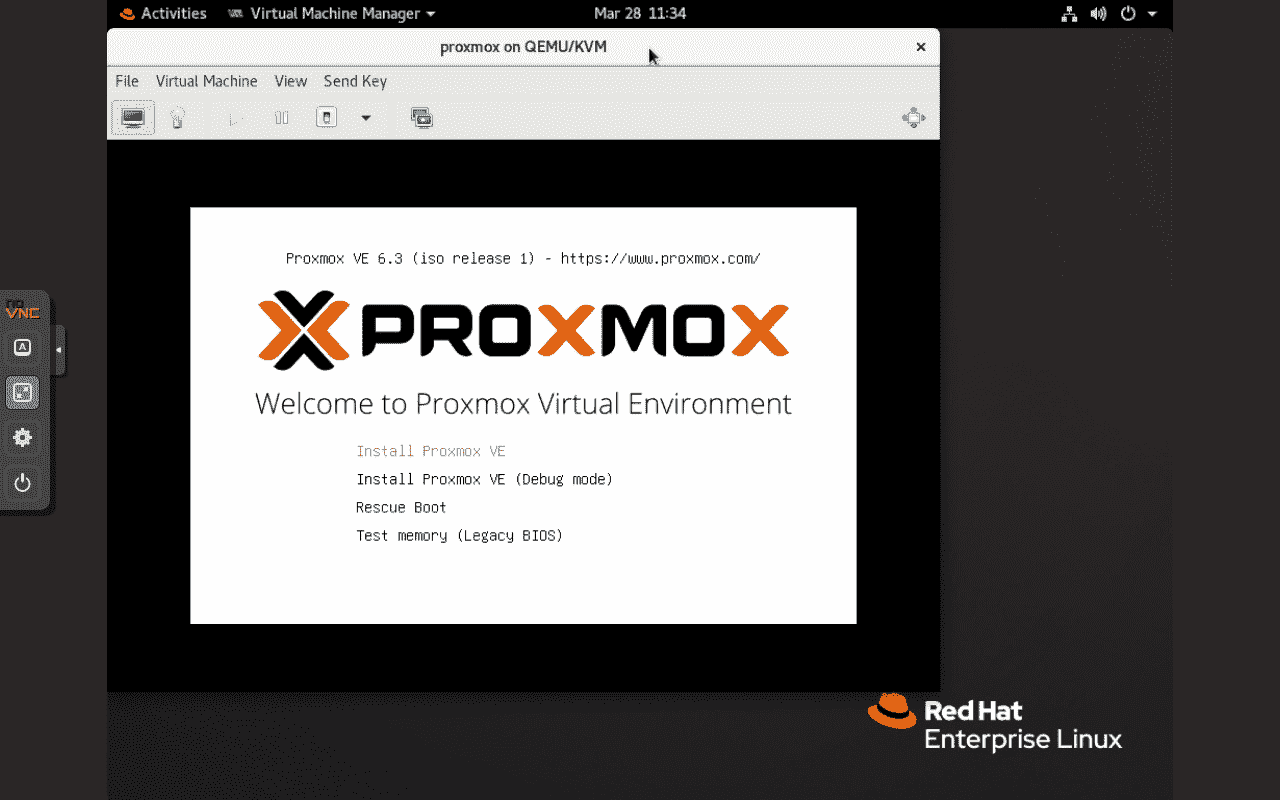 Activities Virtual Machine Manager Mar 28 11:34
proxmox on QEMU/KVM
File Virtual Machine View Send Key
Proxmox VE 6.3 (iso release 1) - https://www.proxmox.com/
PROXMOX
Welcome to Proxmox Virtual Environment
Install Proxmox VE
Install Proxmox VE (Debug mode)
Rescue Boot
Test memory (Legacy BIOS)
no
VNC
A
Red Hat
Enterprise Linux